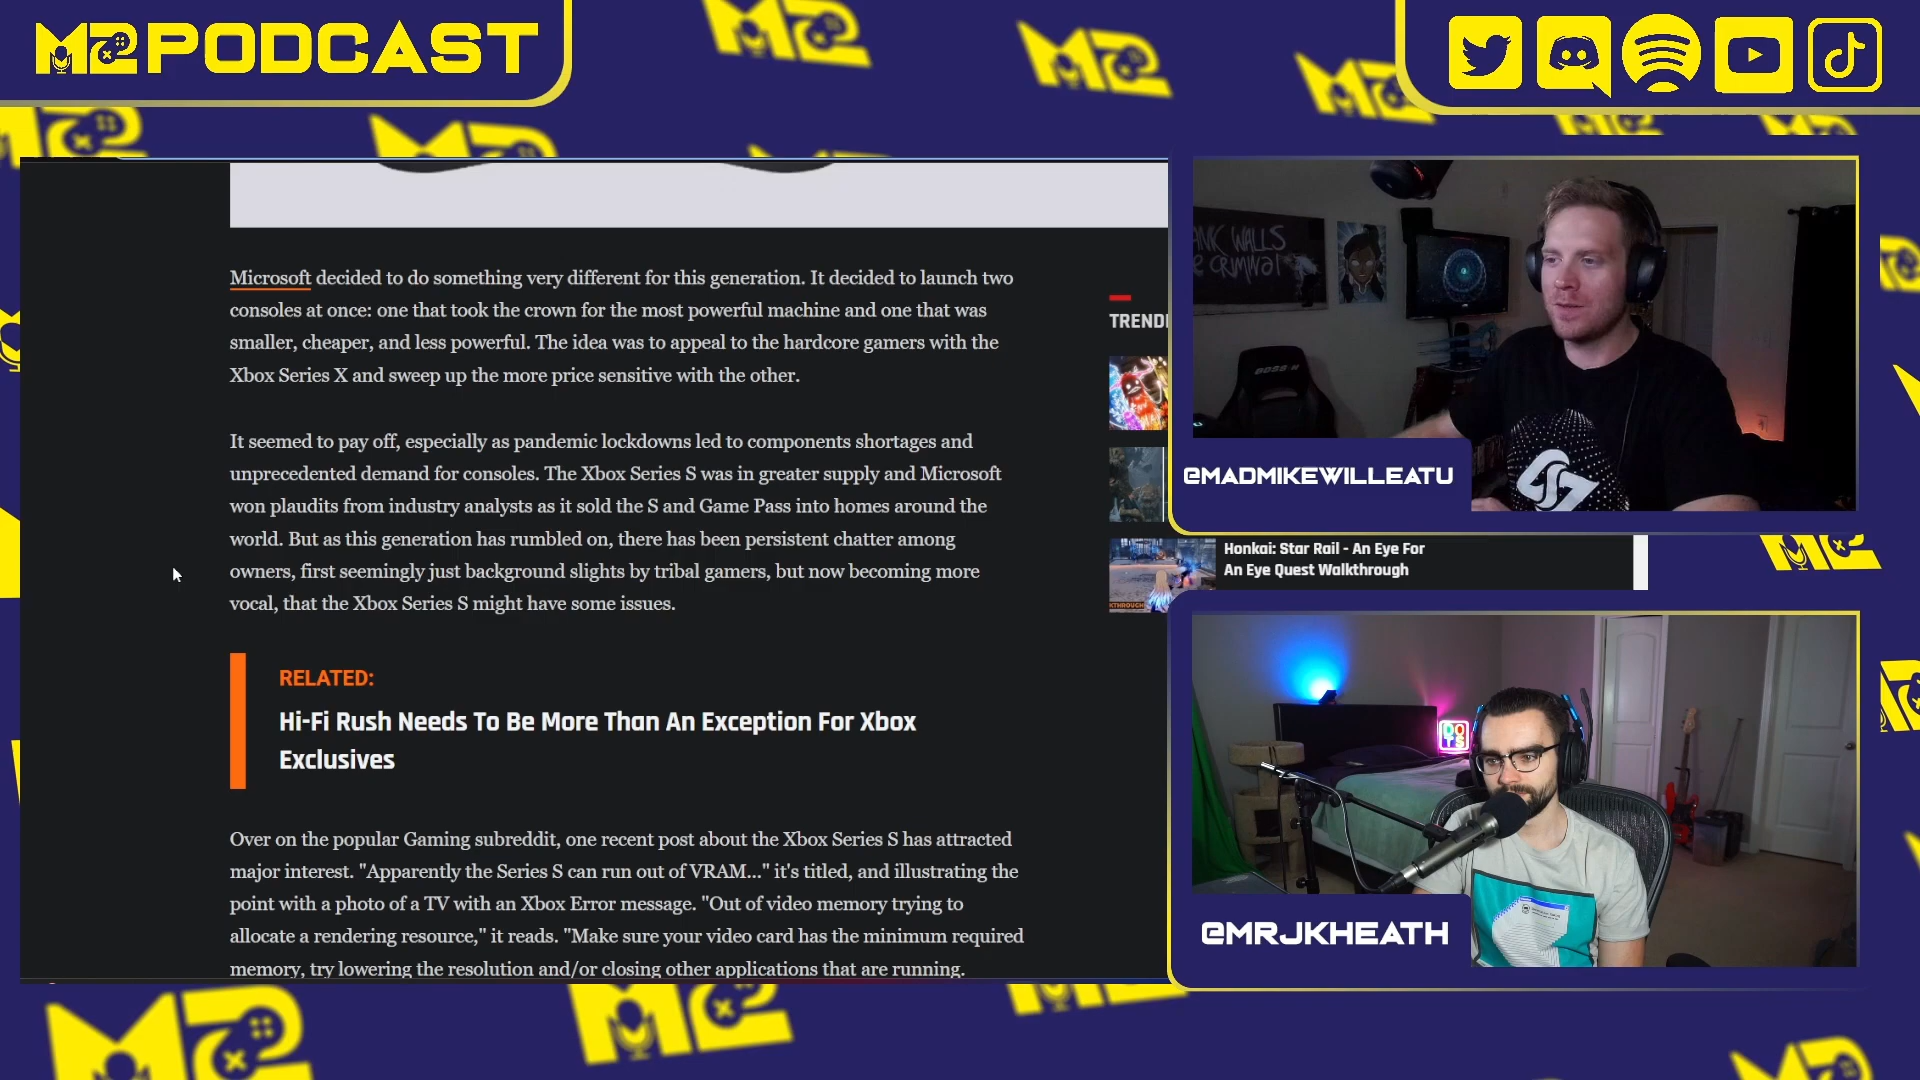 M2 PODCAST
Microsoft decided to do something very different for this generation. It decided to launch two
consoles at once: one that took the crown for the most powerful machine and one that was
smaller, cheaper, and less powerful. The idea was to appeal to the hardcore gamers with the
Xbox Series X and sweep up the more price sensitive with the other.
It seemed to pay off, especially as pandemic lockdowns led to components shortages and
unprecedented demand for consoles. The Xbox Series S was in greater supply and Microsoft
won plaudits from industry analysts as it sold the S and Game Pass into homes around the
world. But as this generation has rumbled on, there has been persistent chatter among
owners, first seemingly just background slights by tribal gamers, but now becoming more
vocal, that the Xbox Series S might have some issues.
RELATED:
Hi-Fi Rush Needs To Be More Than An Exception For Xbox
Exclusives
Over on the popular Gaming subreddit, one recent post about the Xbox Series S has attracted
major interest. "Apparently the Series S can run out of VRAM..." it's titled, and illustrating the
point with a photo of a TV with an Xbox Error message. "Out of video memory trying to
allocate a rendering resource," it reads. "Make sure your video card has the minimum required
memory, try lowering the resolution and/or closing other applications that are running.
TRENDI
Honkai: Star Rail - An Eye For
An Eye Quest Walkthrough
WALLS
CRIMINAL
@MADMIKEWILLEATU
DOTS
@MRJKHEATH